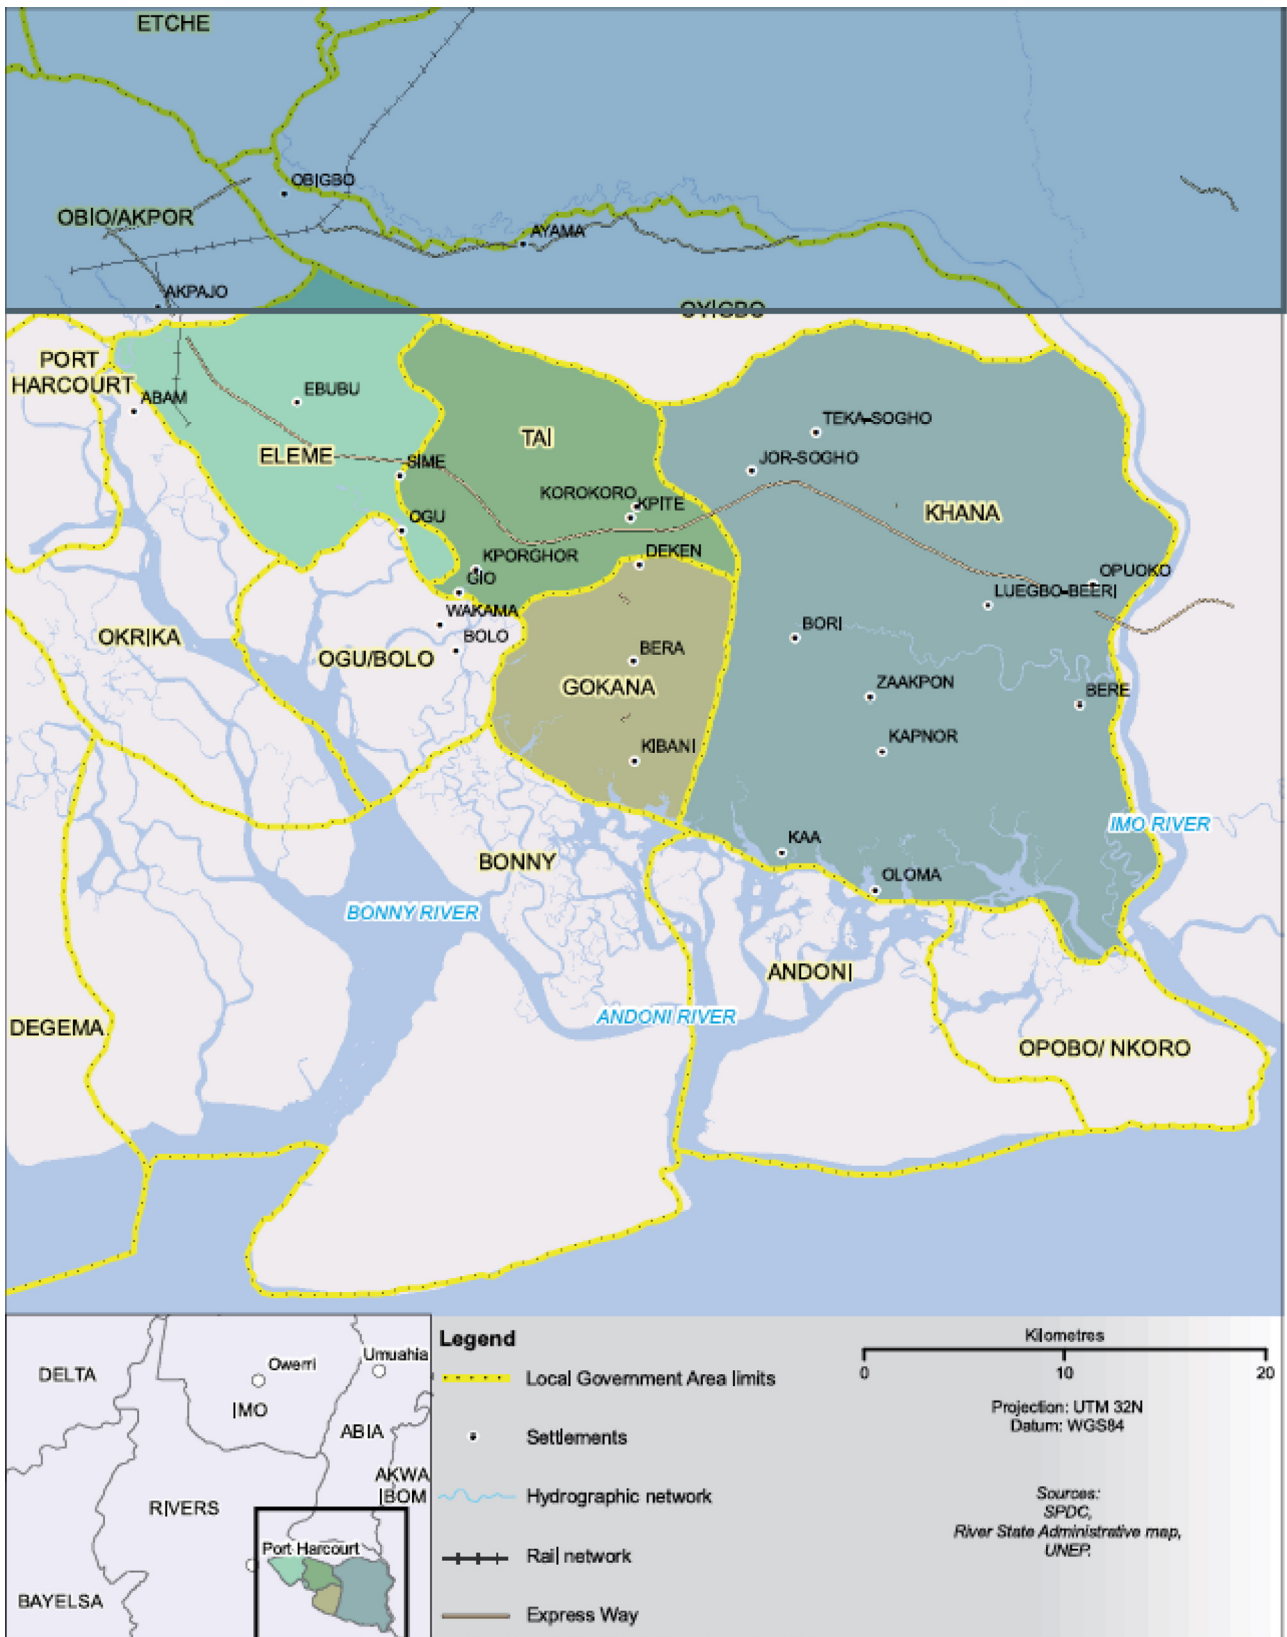 ETCHE
OBIGBO
OBIO/AKPOR
AYAMA
AKPAJO
OYIGBO
PORT
HARCOURT
ABAM
EBUBU
ELEME
TAI
SIME
TEKA-SOGHO
JOR-SOGHO
KOROKORO
KPITE
KHANA
OGU
KPORGHOR
DEKEN
GIO
OPUOKO
LUEGBO-BEERI
WAKAMA
BOLO
BORI
OKRIKA
OGU/BOLO
BERA
GOKANA
ZAAKPON
BERE
KAPNOR
KIBANI
KAA
IMO RIVER
BONNY
OLOMA
BONNY RIVER
ANDONI
ANDONI RIVER
DEGEMA
OPOBO/ NKORO
DELTA
Owerri
Umuahia
IMO
ABIA
AKWA
IBOM
RIVERS
Port Harcourt
BAYELSA
Legend
Local Government Area limits
Settlements
Hydrographic network
Rail network
Express Way
Kilometres
0 10 20
Projection: UTM 32N
Datum: WGS84
Sources:
SPDC,
River State Administrative map,
UNEP.